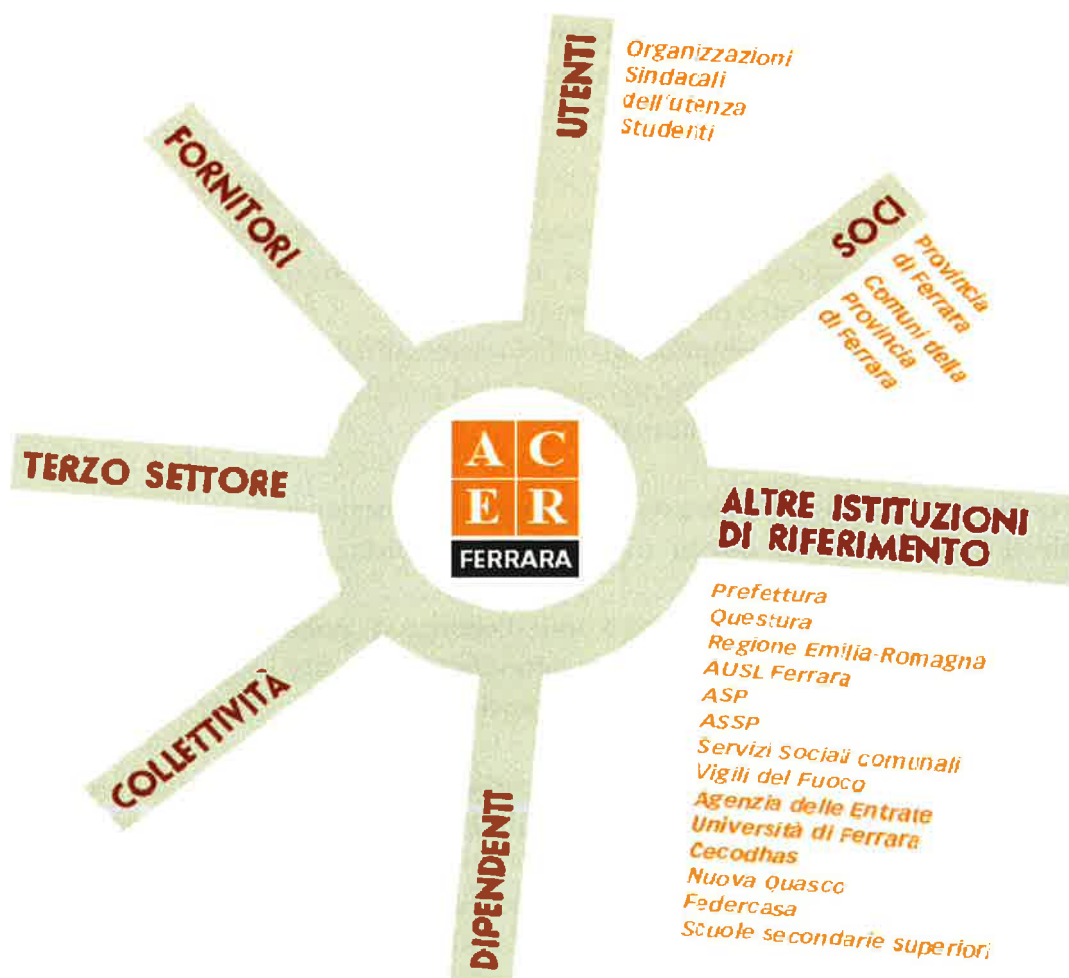 UTENTI
Organizzazioni
Sindacali
dell'utenza
Studenti
FORNITORI
SOCI
Provincia
di Ferrara
Comuni della
Provincia
di Ferrara
A C
E R
FERRARA
TERZO SETTORE
ALTRE ISTITUZIONI
DI RIFERIMENTO
Prefettura
Questura
Regione Emilia-Romagna
AUSL Ferrara
ASP
ASSP
Servizi Sociali comunali
Vigili del Fuoco
Agenzia delle Entrate
Università di Ferrara
Cecodhas
Nuova Quasco
Federcasa
Scuole secondarie superiori
COLLETTIVITÀ
DIPENDENTI